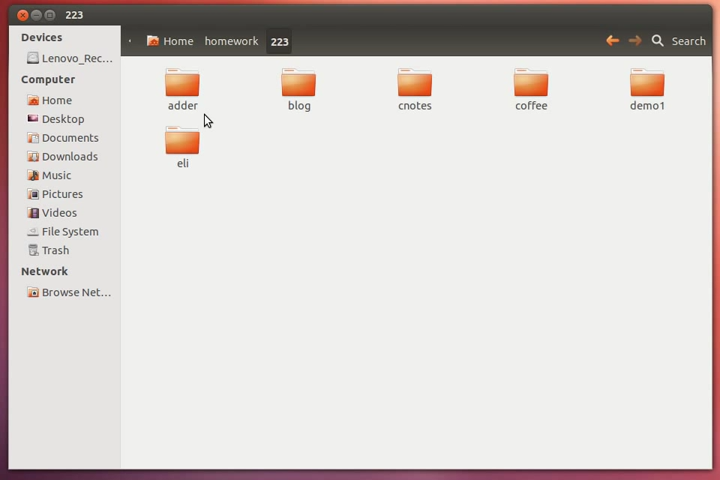 223
Devices
Lenovo_Rec...
Computer
Home
Desktop
Documents
Downloads
Music
Pictures
Videos
File System
Trash
Network
Browse Net...
Home homework 223 Search
adder blog cnotes coffee demo1
eli